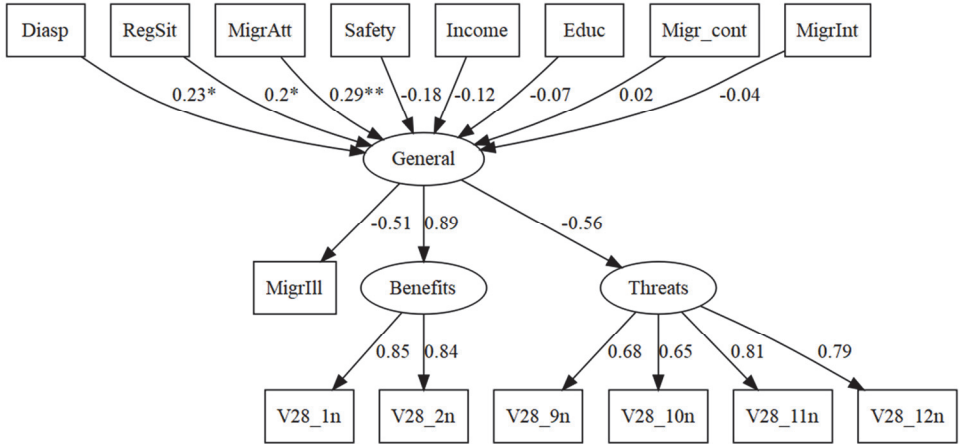 Diasp RegSit MigrAtt Safety Income Educ Migr_cont MigrInt
0.23* 0.2* 0.29** -0.18 -0.12 -0.07 0.02 -0.04
General
-0.51 0.89 -0.56
MigrIll Benefits Threats
0.85 0.84 0.68 0.65 0.81 0.79
V28_1n V28_2n V28_9n V28_10n V28_11n V28_12n